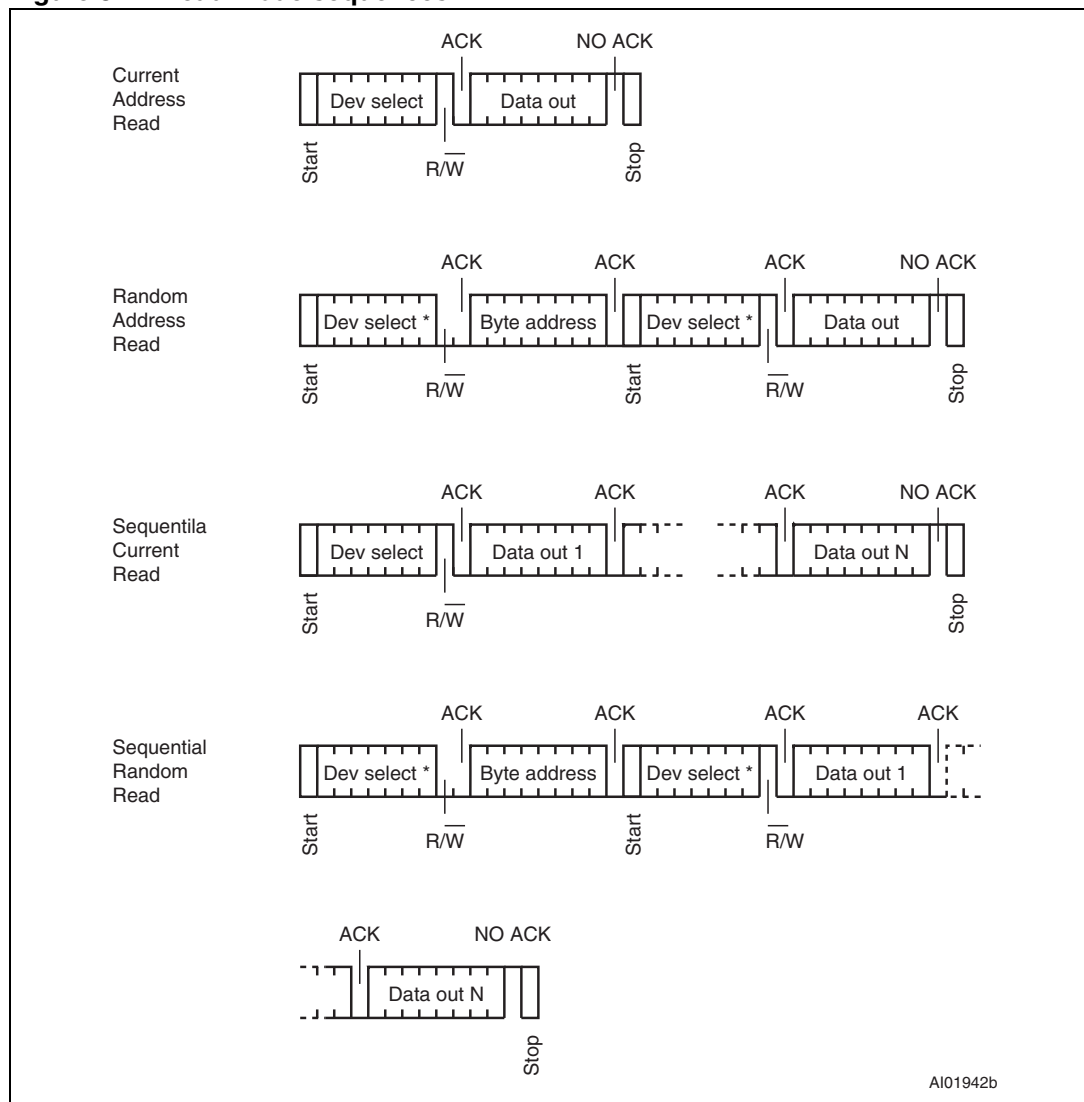 ACK NO ACK
Current
Address
Read
Dev select Data out
Start R/W Stop
ACK ACK ACK NO ACK
Random
Address
Read
Dev select * Byte address Dev select * Data out
Start R/W Start R/W Stop
ACK ACK ACK NO ACK
Sequentila
Current
Read
Dev select Data out 1 Data out N
Start R/W Stop
ACK ACK ACK ACK
Sequential
Random
Read
Dev select * Byte address Dev select * Data out 1
Start R/W Start R/W
ACK NO ACK
Data out N
Stop
AI01942b